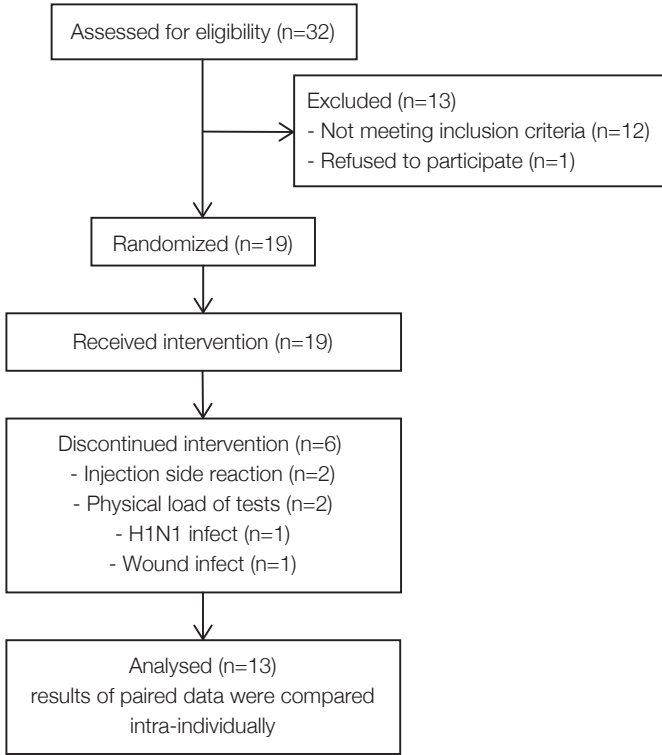 Assessed for eligibility (n=32)
Excluded (n=13)
- Not meeting inclusion criteria (n=12)
- Refused to participate (n=1)
Randomized (n=19)
Received intervention (n=19)
Discontinued intervention (n=6)
- Injection side reaction (n=2)
- Physical load of tests (n=2)
- H1N1 infect (n=1)
- Wound infect (n=1)
Analysed (n=13)
results of paired data were compared
intra-individually